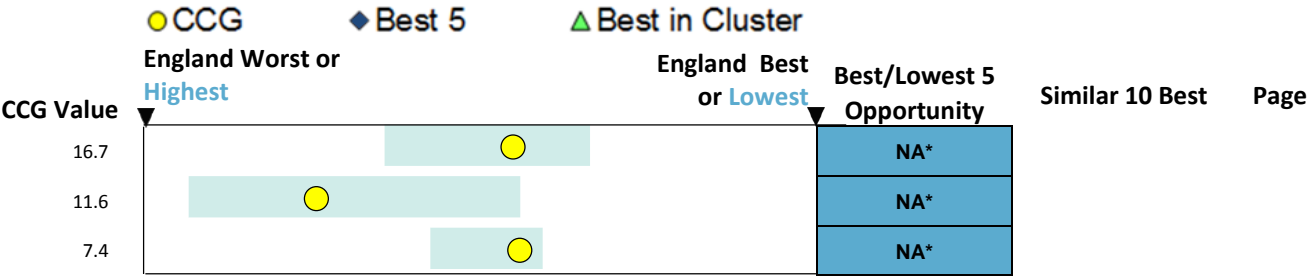 CCG Best 5 Best in Cluster
England Worst or
Highest
England Best
or Lowest
Best/Lowest 5
Opportunity
CCG Value
Similar 10 Best
Page
16.7 NA*
11.6 NA*
7.4 NA*